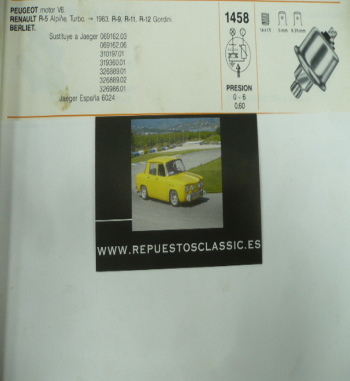 PEUGEOT motor V6.
RENAULT R-5 Alpine, Turbo. → 1983. R-9, R-11, R-12 Gordini.
BERLIET.
Sustituye a Jaeger 069162.03
069162.06
310197.01
319360.01
326889.01
326889.02
326986.01
Jaeger España 6024
1458
PRESION
0 - 6
0,60
WWW.REPUESTOSCLASSIC.ES